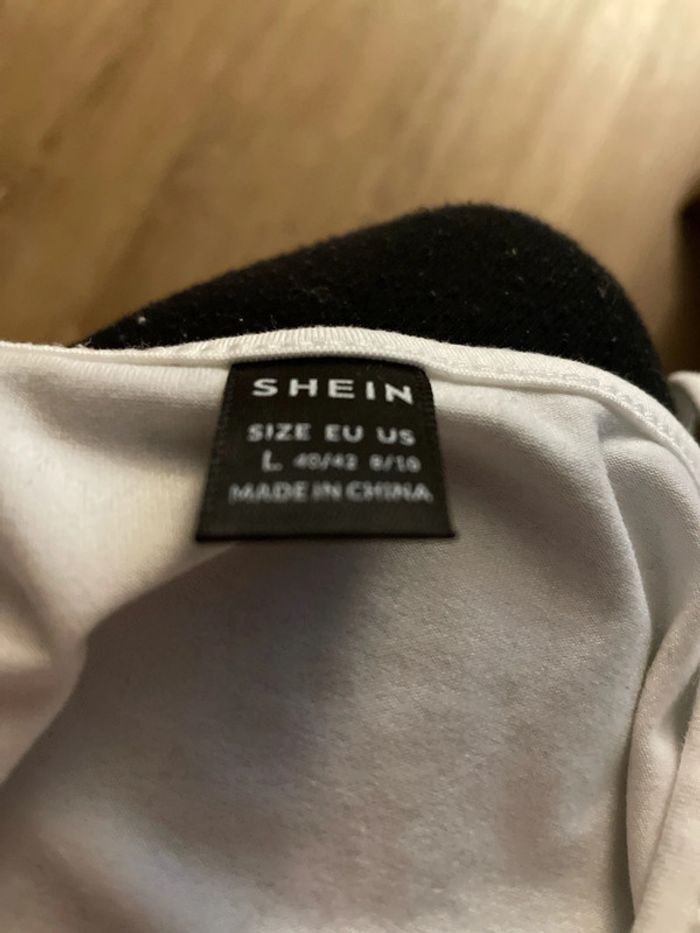 SHEIN
SIZE EU US
L 40/42 8/10
MADE IN CHINA